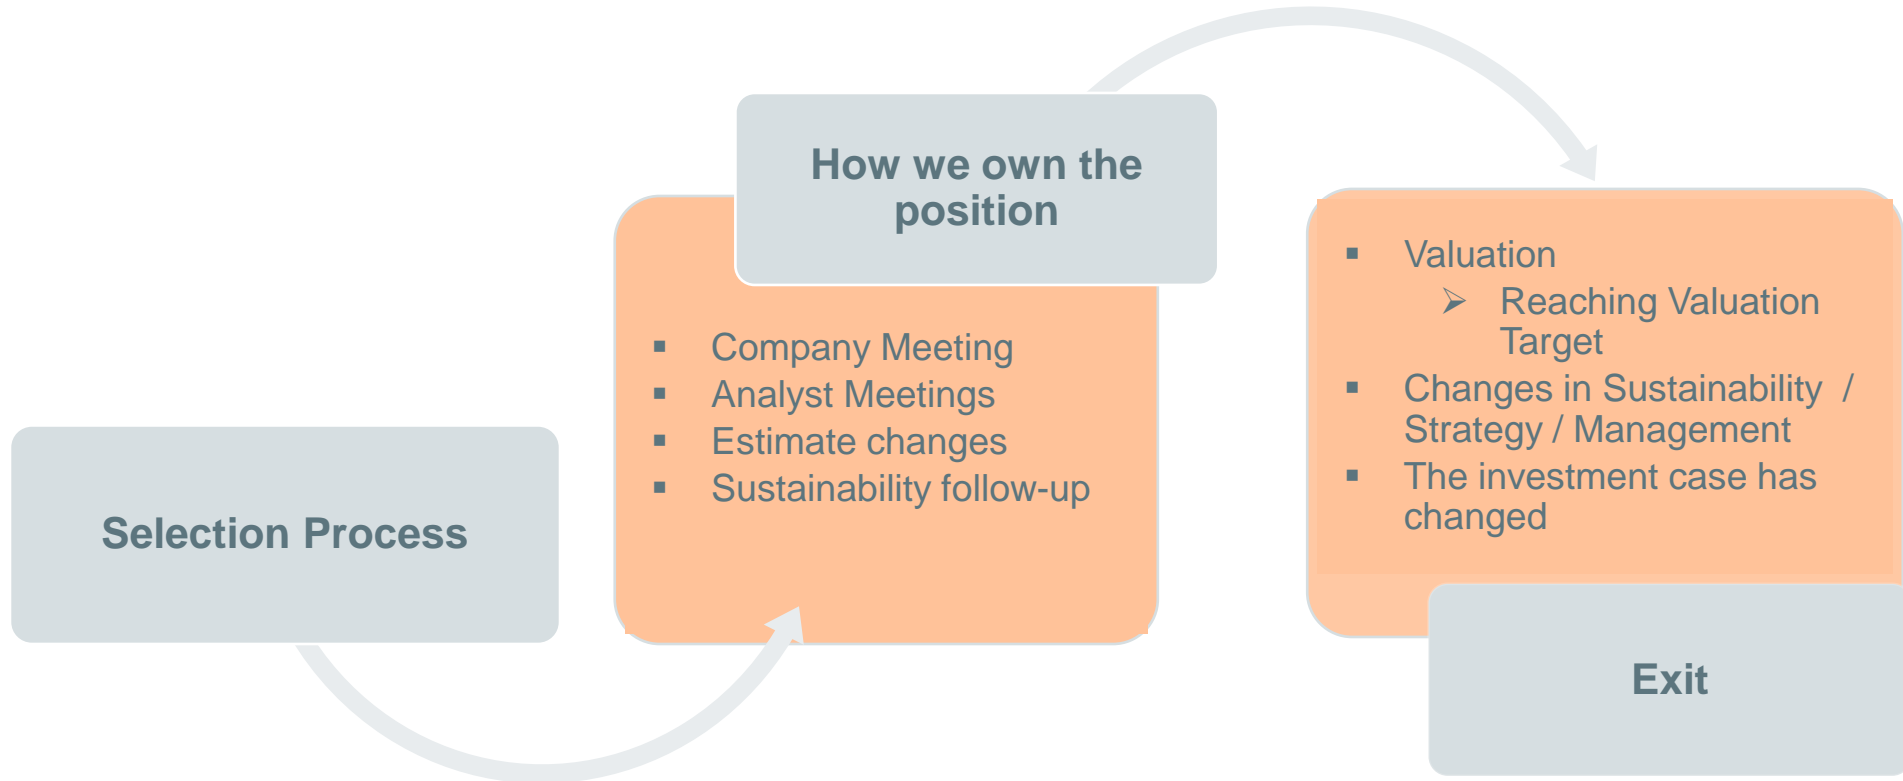 Selection Process
How we own the
position
▪ Company Meeting
▪ Analyst Meetings
▪ Estimate changes
▪ Sustainability follow-up
▪ Valuation
➢ Reaching Valuation
Target
▪ Changes in Sustainability /
Strategy / Management
▪ The investment case has
changed
Exit